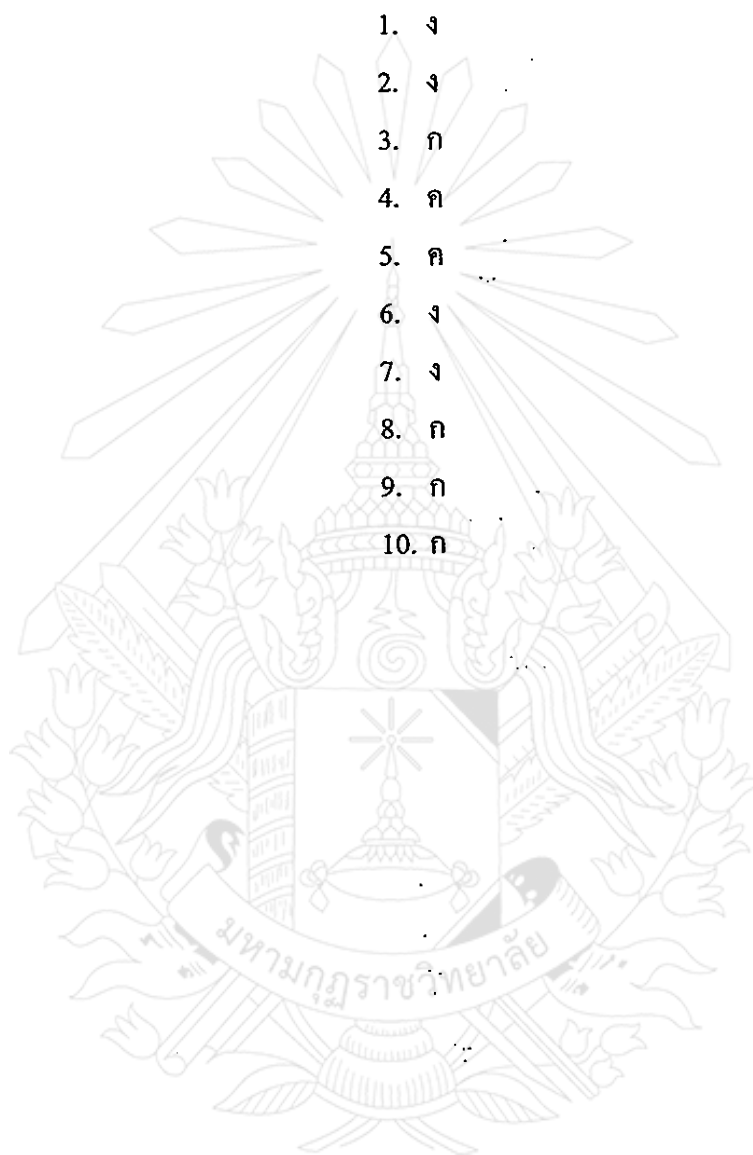 1. ง
2. ง
3. ก
4. ค
5. ค
6. ง
7. ง
8. ก
9. ก
10. ก
มหามกุฏราชวิทยาลัย